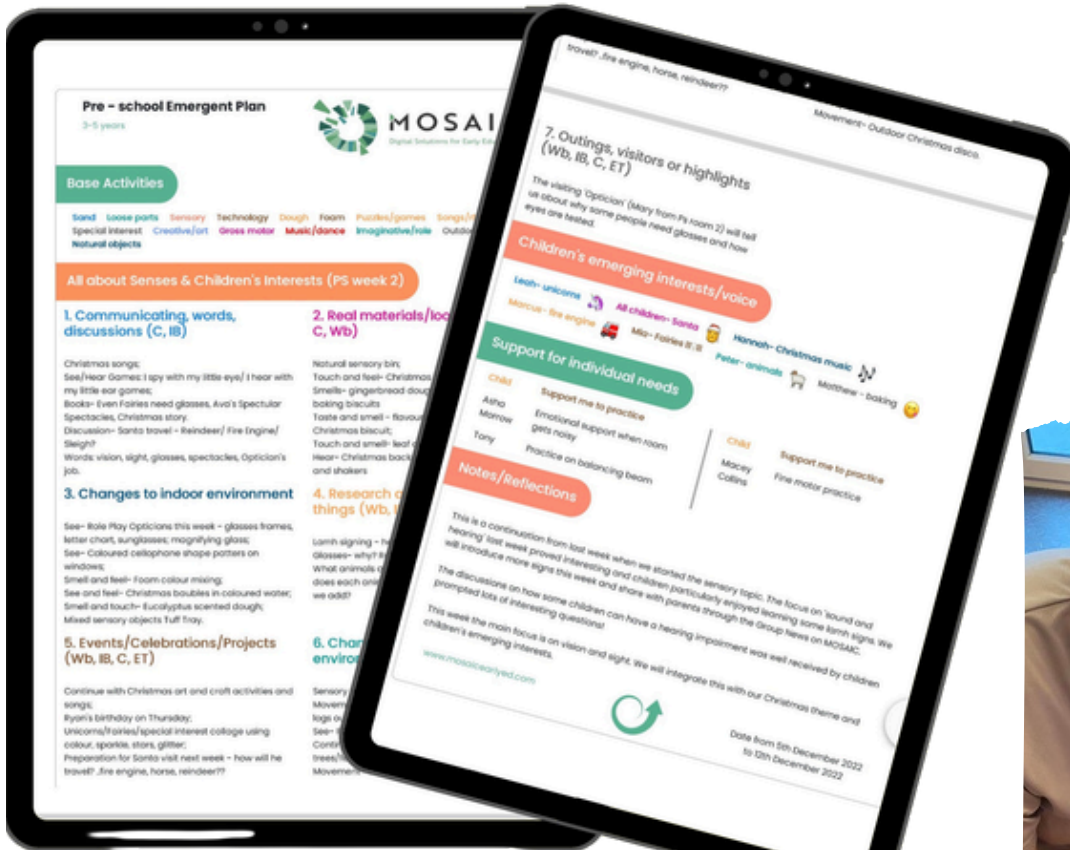 Pre - school Emergent Plan
3-5 years
MOSAI
Digital Solutions for Early Edu
Base Activities
Sand Loose parts Sensory Technology Dough Foam Puzzles/games Songs/
Special interest Creative/art Gross motor Music/dance Imaginative/role Outdoo
Natural objects
All about Senses & Children's Interests (PS week 2)
1. Communicating, words,
discussions (C, IB)
Christmas songs;
See/Hear Games: I spy with my little eye/ I hear with
my little ear games;
Books- Even Fairies need glasses, Ava's Spectular
Spectacles, Christmas story.
Discussion- Santa travel - Reindeer/ Fire Engine/
Sleigh?
Words: vision, sight, glasses, spectacles, Optician's
job.
2. Real materials/loo
C, Wb)
Natural sensory bin;
Touch and feel- Christmas
Smells- gingerbread doug
baking biscuits
Taste and smell - flavou
Christmas biscuit;
Touch and smell- leaf
Hear- Christmas back
and shakers
3. Changes to indoor environment
See- Role Play Opticians this week - glasses frames,
letter chart, sunglasses; magnifying glass;
See- Coloured cellophane shape patters on
windows;
Smell and feel- Foam colour mixing;
See and feel- Christmas baubles in coloured water;
Smell and touch- Eucalyptus scented dough;
Mixed sensory objects Tuff Tray.
4. Research
things (Wb, I
Lamh signing - he
Glasses- why?
What animals
does each ani
we add?
5. Events/Celebrations/Projects
(Wb, IB, C, ET)
Continue with Christmas art and craft activities and
songs;
Ryan's birthday on Thursday;
Unicorns/Fairies/special interest collage using
colour, sparkle, stars, glitter;
Preparation for Santa visit next week - how will he
travel? ..fire engine, horse, reindeer??
6. Chan
enviro
Sensory
Movem
logs o
See-
Contin
trees/
Movement
travel? ..fire engine, horse, reindeer??
Movement- Outdoor Christmas disco.
7. Outings, visitors or highlights
(Wb, IB, C, ET)
The visiting 'Optician' (Mary from Ps room 2) will tell
us about why some people need glasses and how
eyes are tested.
Children's emerging interests/voice
Leah- unicorns 🦄 All children- Santa 🎅 Hannah- Christmas music 🎶
Marcus- fire engine 🚒 Mia- Fairies Peter- animals 🐑 Matthew - baking 😋
Support for individual needs
Child Support me to practice
Asha
Morrow
Emotional support when room
gets noisy
Tony Practice on balancing beam
Child Support me to practice
Macey
Collins
Fine motor practice
Notes/Reflections
This is a continuation from last week when we started the sensory topic. The focus on 'sound and
hearing' last week proved interesting and children particularly enjoyed learning some lamh signs. We
will introduce more signs this week and share with parents through the Group News on MOSAIC.
The discussions on how some children can have a hearing impairment was well received by children
prompted lots of interesting questions!
This week the main focus is on vision and sight. We will integrate this with our Christmas theme and
children's emerging interests.
www.mosaicearlyed.com
Date from 5th December 2022
to 12th December 2022